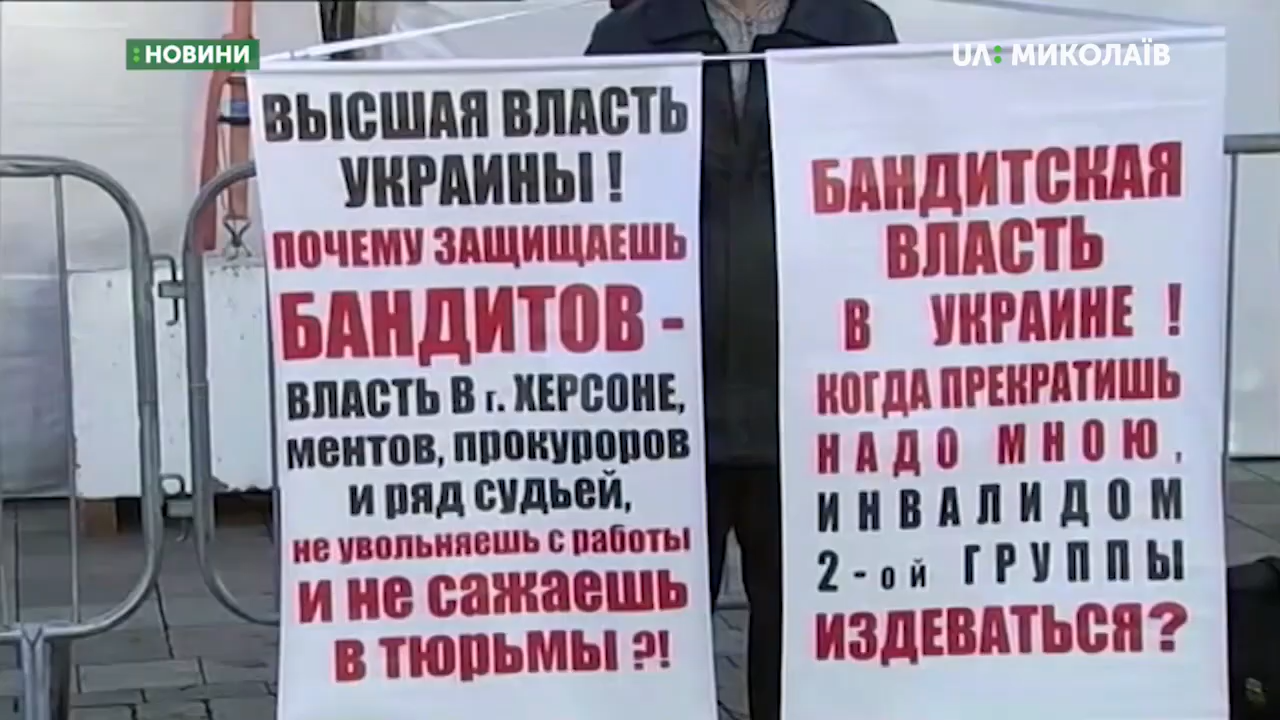 :НОВИНИ
UA: МИКОЛАЇВ
ВЫСШАЯ ВЛАСТЬ
УКРАИНЫ !
ПОЧЕМУ ЗАЩИЩАЕШЬ
БАНДИТОВ -
ВЛАСТЬ В г. ХЕРСОНЕ,
ментов, прокуроров
и ряд судьей,
не увольняешь с работы
и не сажаешь
в тюрьмы ?!
БАНДИТСКАЯ
ВЛАСТЬ
В УКРАИНЕ !
КОГДА ПРЕКРАТИШЬ
НАДО МНОЮ,
ИНВАЛИДОМ
2-ой ГРУППЫ
ИЗДЕВАТЬСЯ?